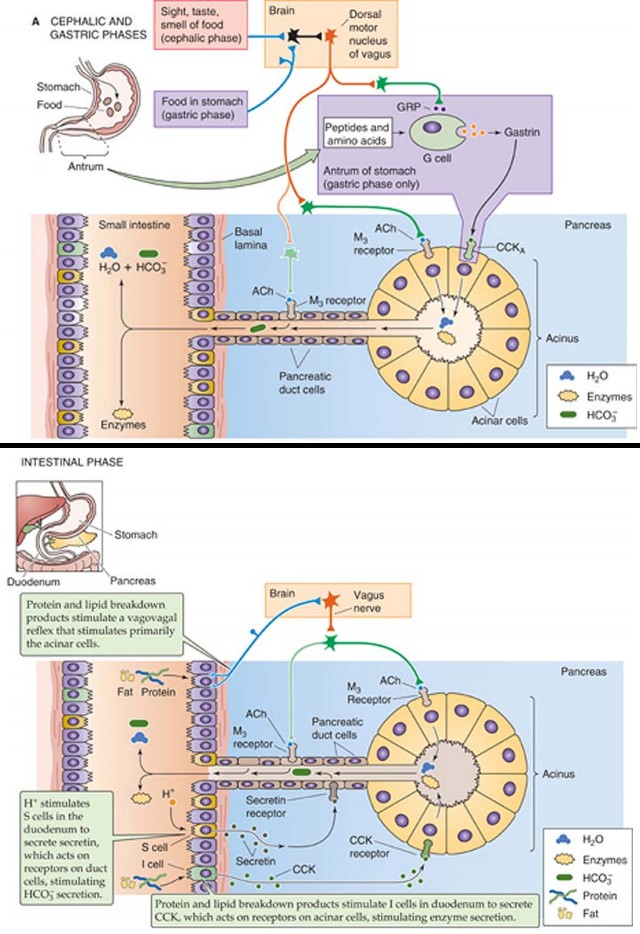 A CEPHALIC AND
GASTRIC PHASES
Sight, taste,
smell of food
(cephalic phase)
Brain
Dorsal
motor
nucleus
of vagus
Stomach
Food
Antrum
Food in stomach
(gastric phase)
GRP
Peptides and
amino acids
Gastrin
G cell
Antrum of stomach
(gastric phase only)
Small intestine
H₂O + HCO₃⁻
Basal
lamina
ACh
M₃
receptor
CCK_A
Pancreas
ACh
M₃ receptor
Acinus
Pancreatic
duct cells
Enzymes
Acinar cells
H₂O
Enzymes
HCO₃⁻
INTESTINAL PHASE
Stomach
Duodenum
Pancreas
Protein and lipid breakdown
products stimulate a vagovagal
reflex that stimulates primarily
the acinar cells.
Brain
Vagus
nerve
Fat Protein
Pancreas
ACh
M₃
Receptor
ACh
M₃
receptor
Pancreatic
duct cells
Acinus
H⁺ stimulates
S cells in the
duodenum to
secrete secretin,
which acts on
receptors on duct
cells, stimulating
HCO₃⁻ secretion.
H⁺
S cell
I cell
Secretin
receptor
Secretin
CCK
CCK
receptor
Protein and lipid breakdown products stimulate I cells in duodenum to secrete
CCK, which acts on receptors on acinar cells, stimulating enzyme secretion.
H₂O
Enzymes
HCO₃⁻
Protein
Fat